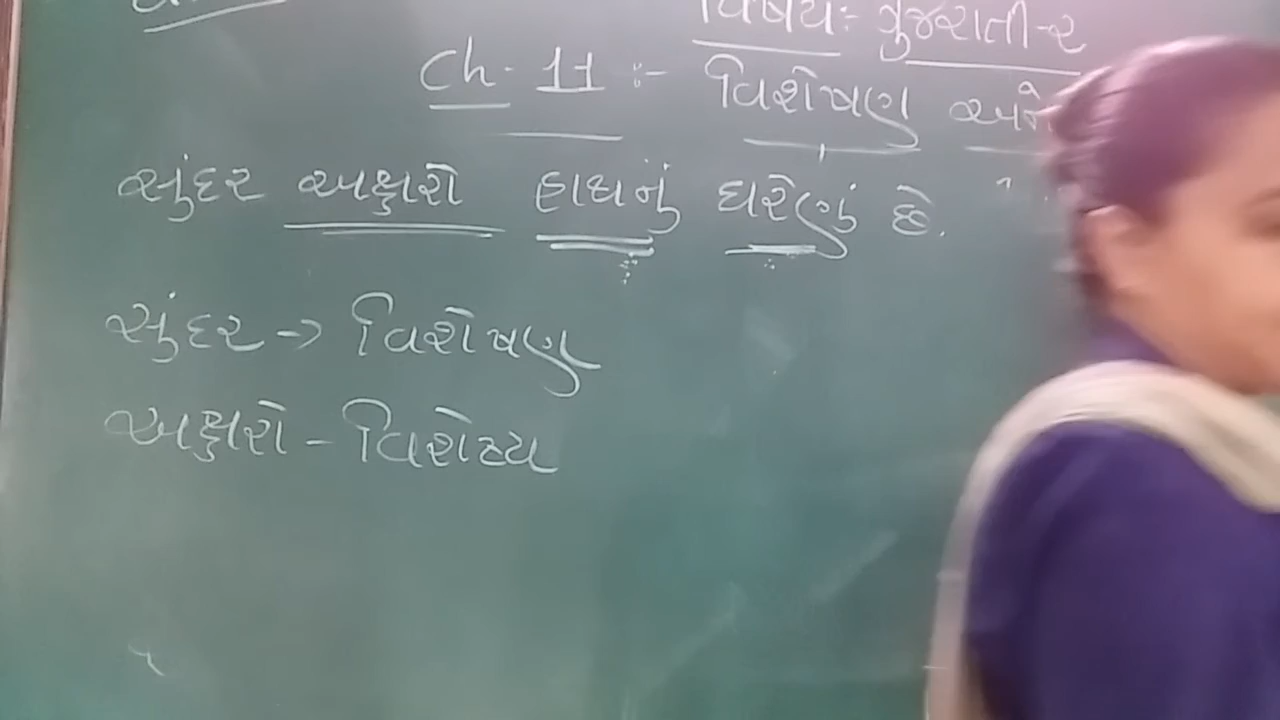 વિષય:- ગુજરાતી-૨
Ch- 11 :- વિશેષણ અને
સુંદર અક્ષરો હાથનું ઘરેણું છે.
સુંદર → વિશેષણ
અક્ષરો - વિશેષ્ય